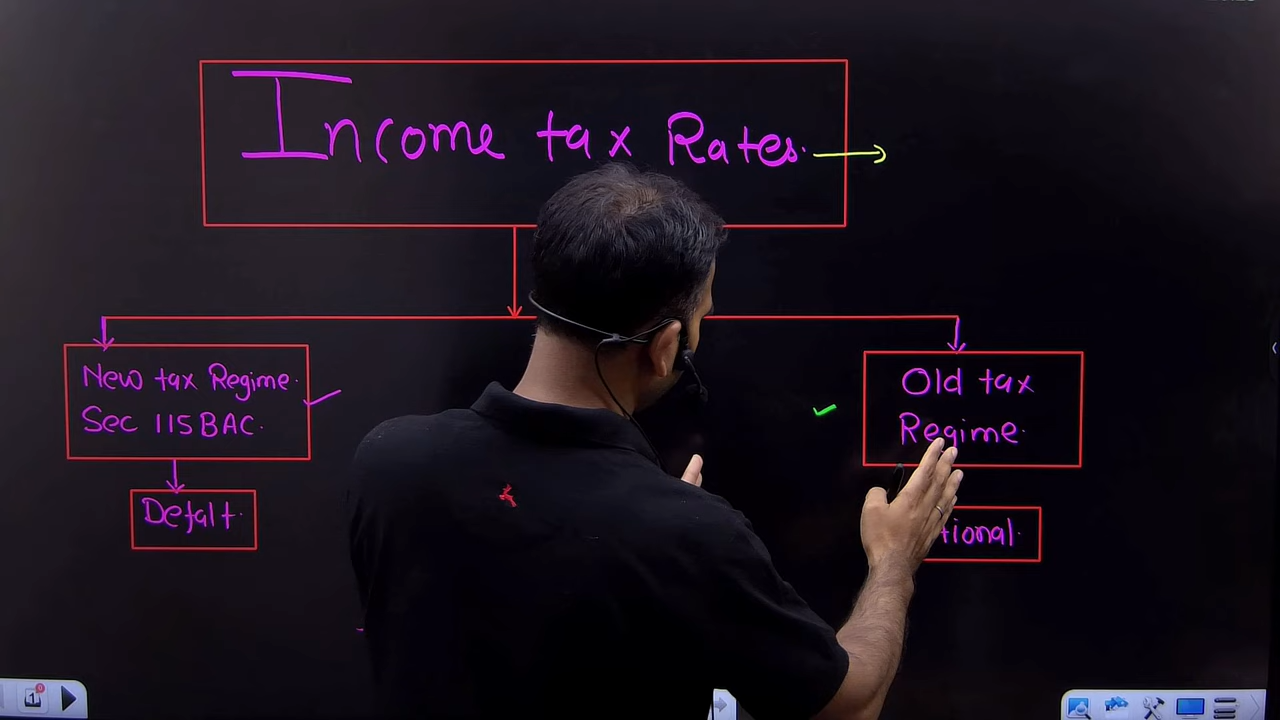 Income tax Rates.
New tax Regime.
Sec 115BAC.
Old tax
Regime.
Defalt
tional.